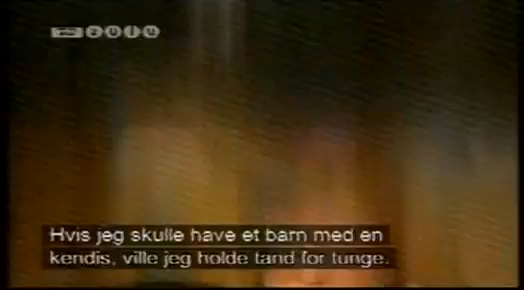 Hvis jeg skulle have et barn med en
kendis, ville jeg holde tand for tunge.